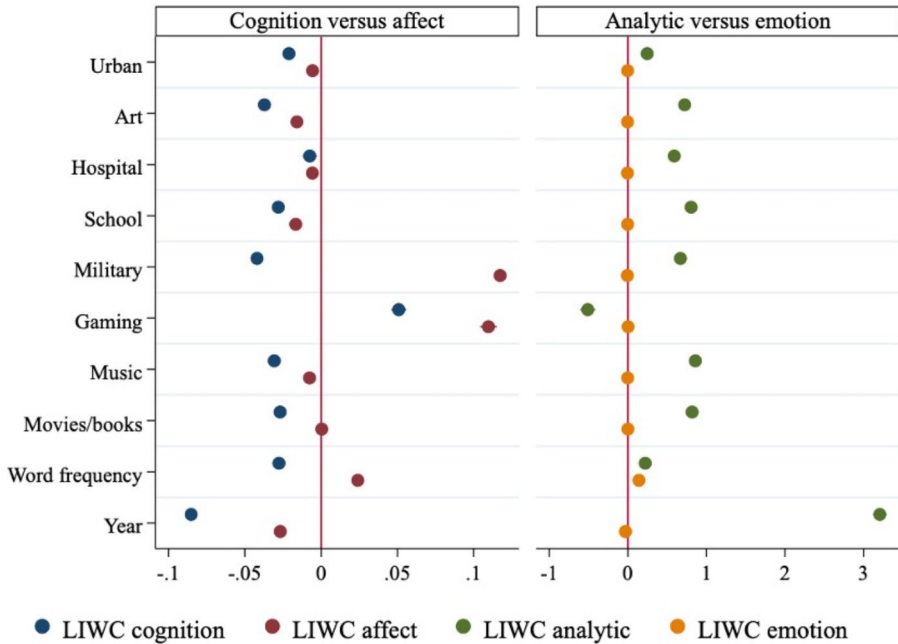 Cognition versus affect Analytic versus emotion
Urban
Art
Hospital
School
Military
Gaming
Music
Movies/books
Word frequency
Year
-.1 -.05 0 .05 .1 -1 0 1 2 3
LIWC cognition LIWC affect LIWC analytic LIWC emotion